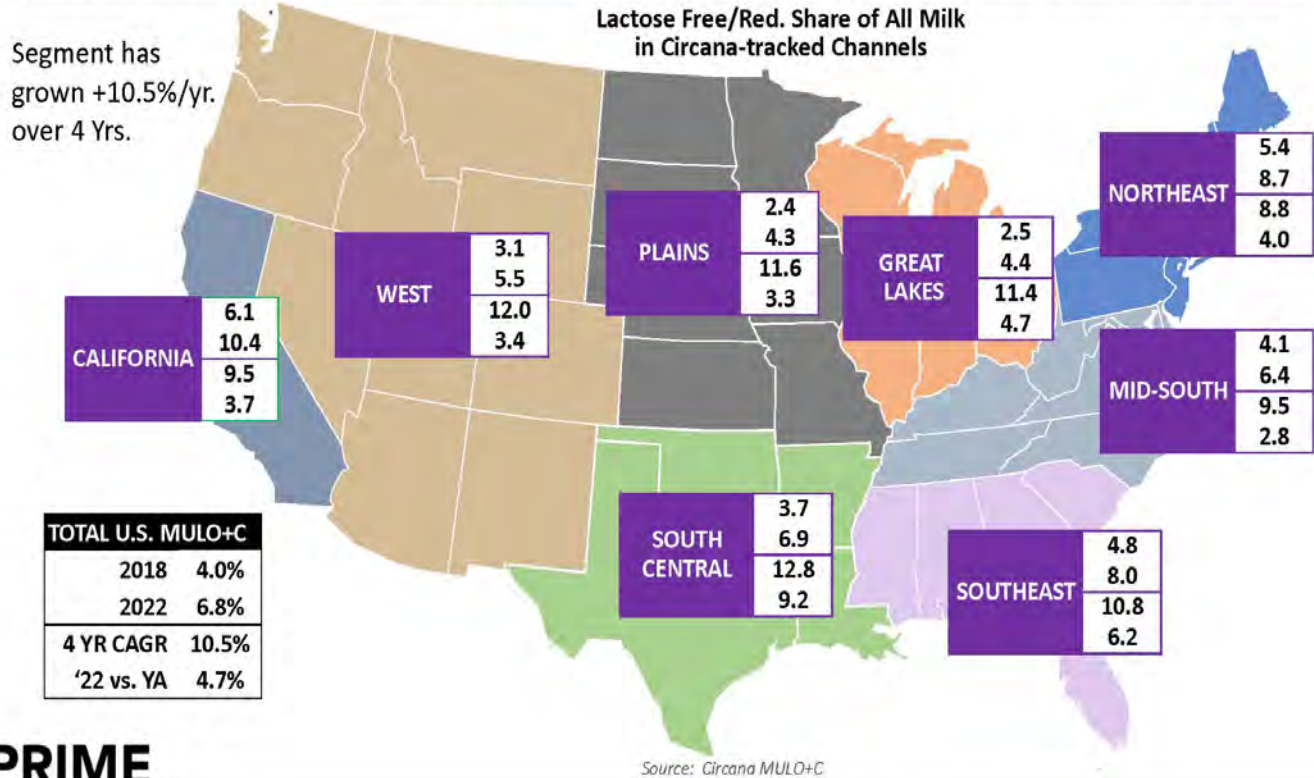 Lactose Free/Red. Share of All Milk
in Circana-tracked Channels
Segment has
grown +10.5%/yr.
over 4 Yrs.
NORTHEAST
5.4
8.7
8.8
4.0
PLAINS
2.4
4.3
11.6
3.3
GREAT
LAKES
2.5
4.4
11.4
4.7
WEST
3.1
5.5
12.0
3.4
CALIFORNIA
6.1
10.4
9.5
3.7
MID-SOUTH
4.1
6.4
9.5
2.8
SOUTH
CENTRAL
3.7
6.9
12.8
9.2
SOUTHEAST
4.8
8.0
10.8
6.2
TOTAL U.S. MULO+C
2018 4.0%
2022 6.8%
4 YR CAGR 10.5%
‘22 vs. YA 4.7%
PRIME
Source: Circana MULO+C